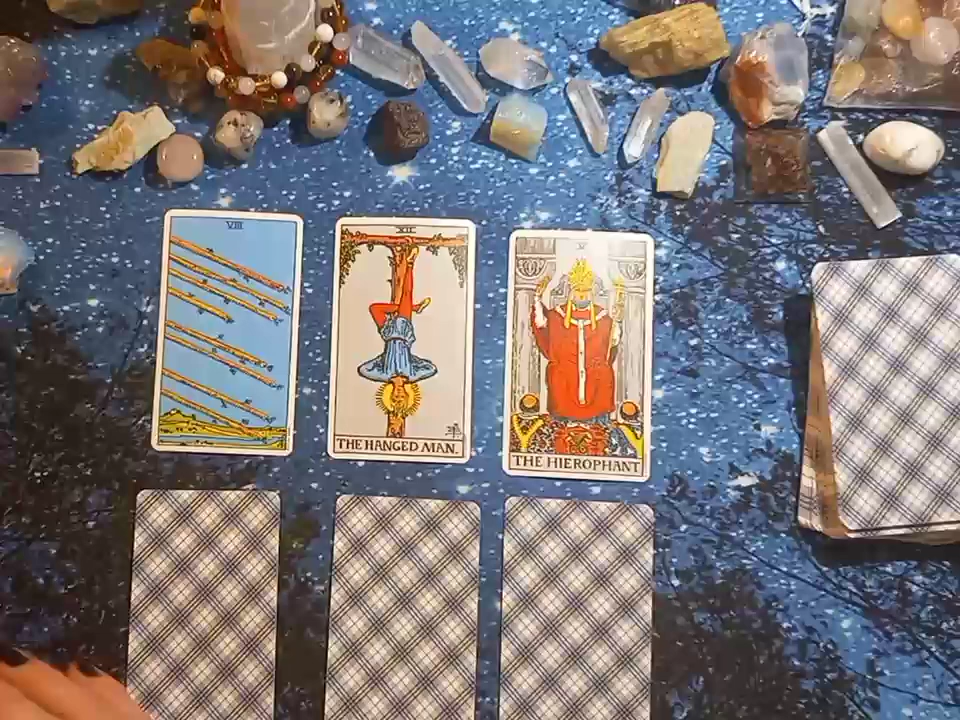 VIII
XII
V
THE HANGED MAN.
THE HIEROPHANT